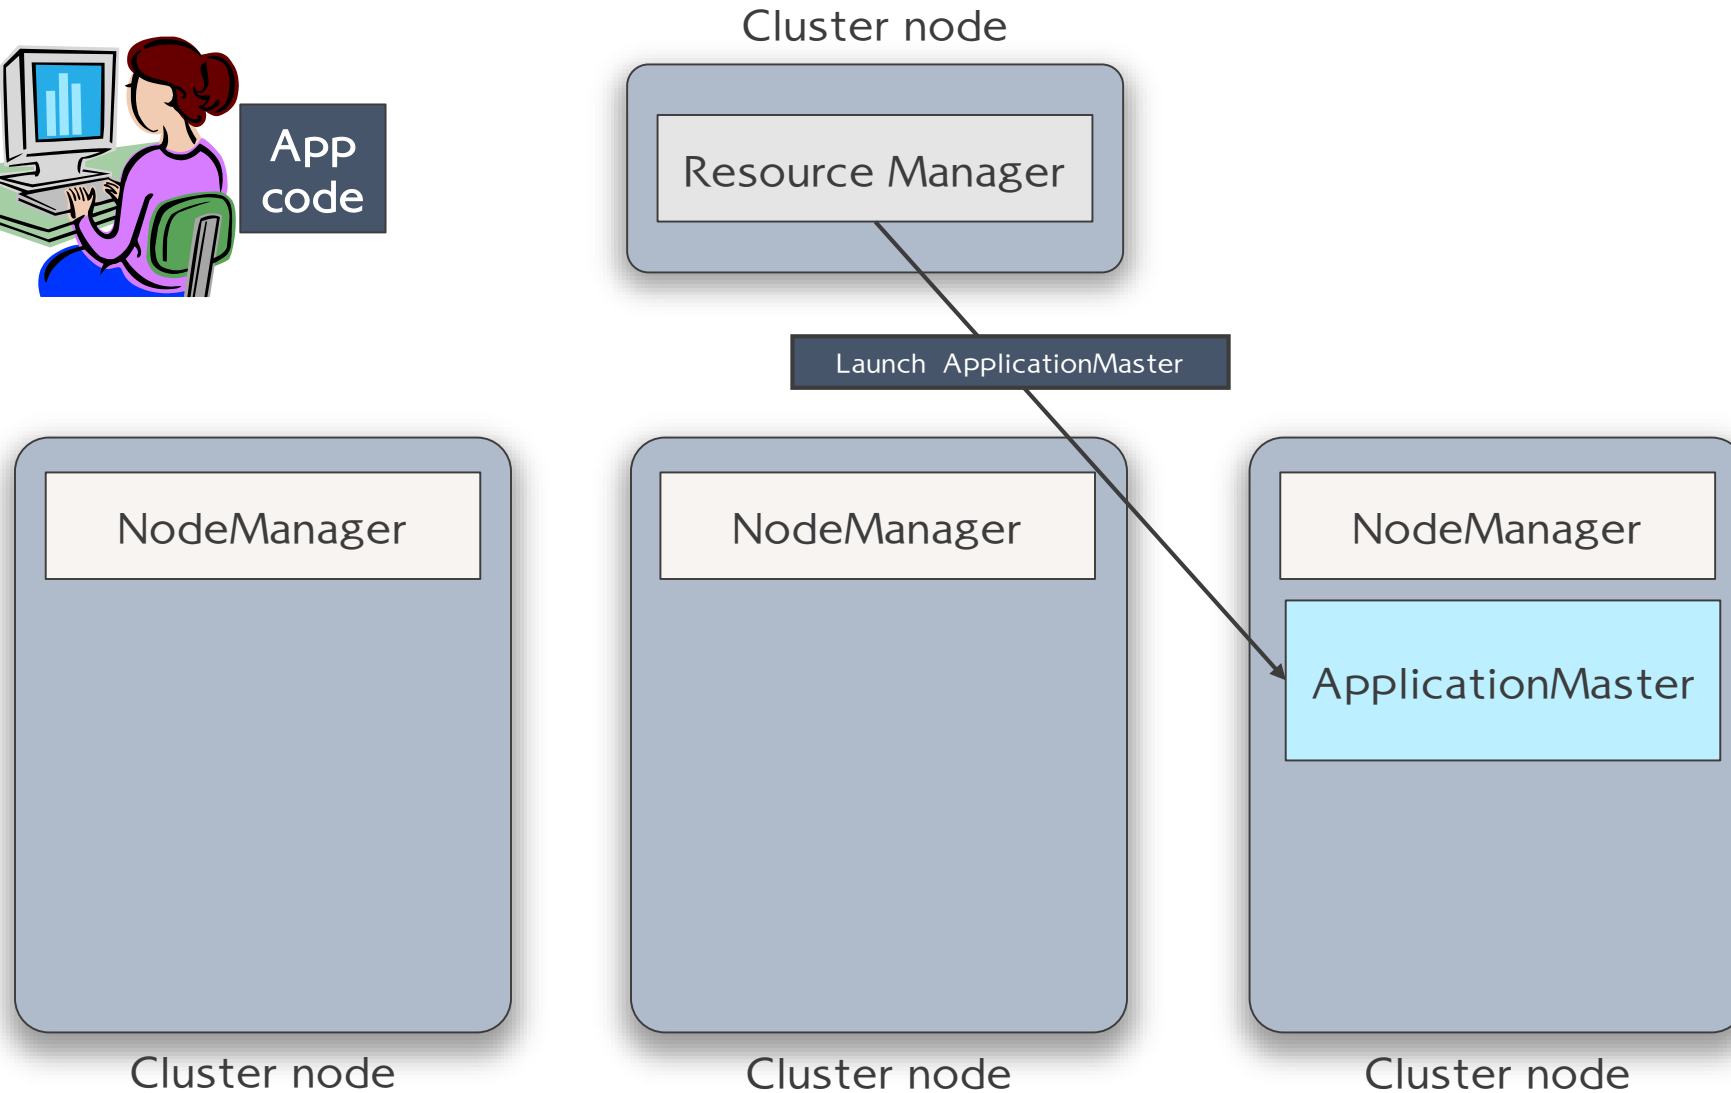 Cluster node
App
code
Resource Manager
Launch ApplicationMaster
NodeManager
NodeManager
NodeManager
ApplicationMaster
Cluster node
Cluster node
Cluster node